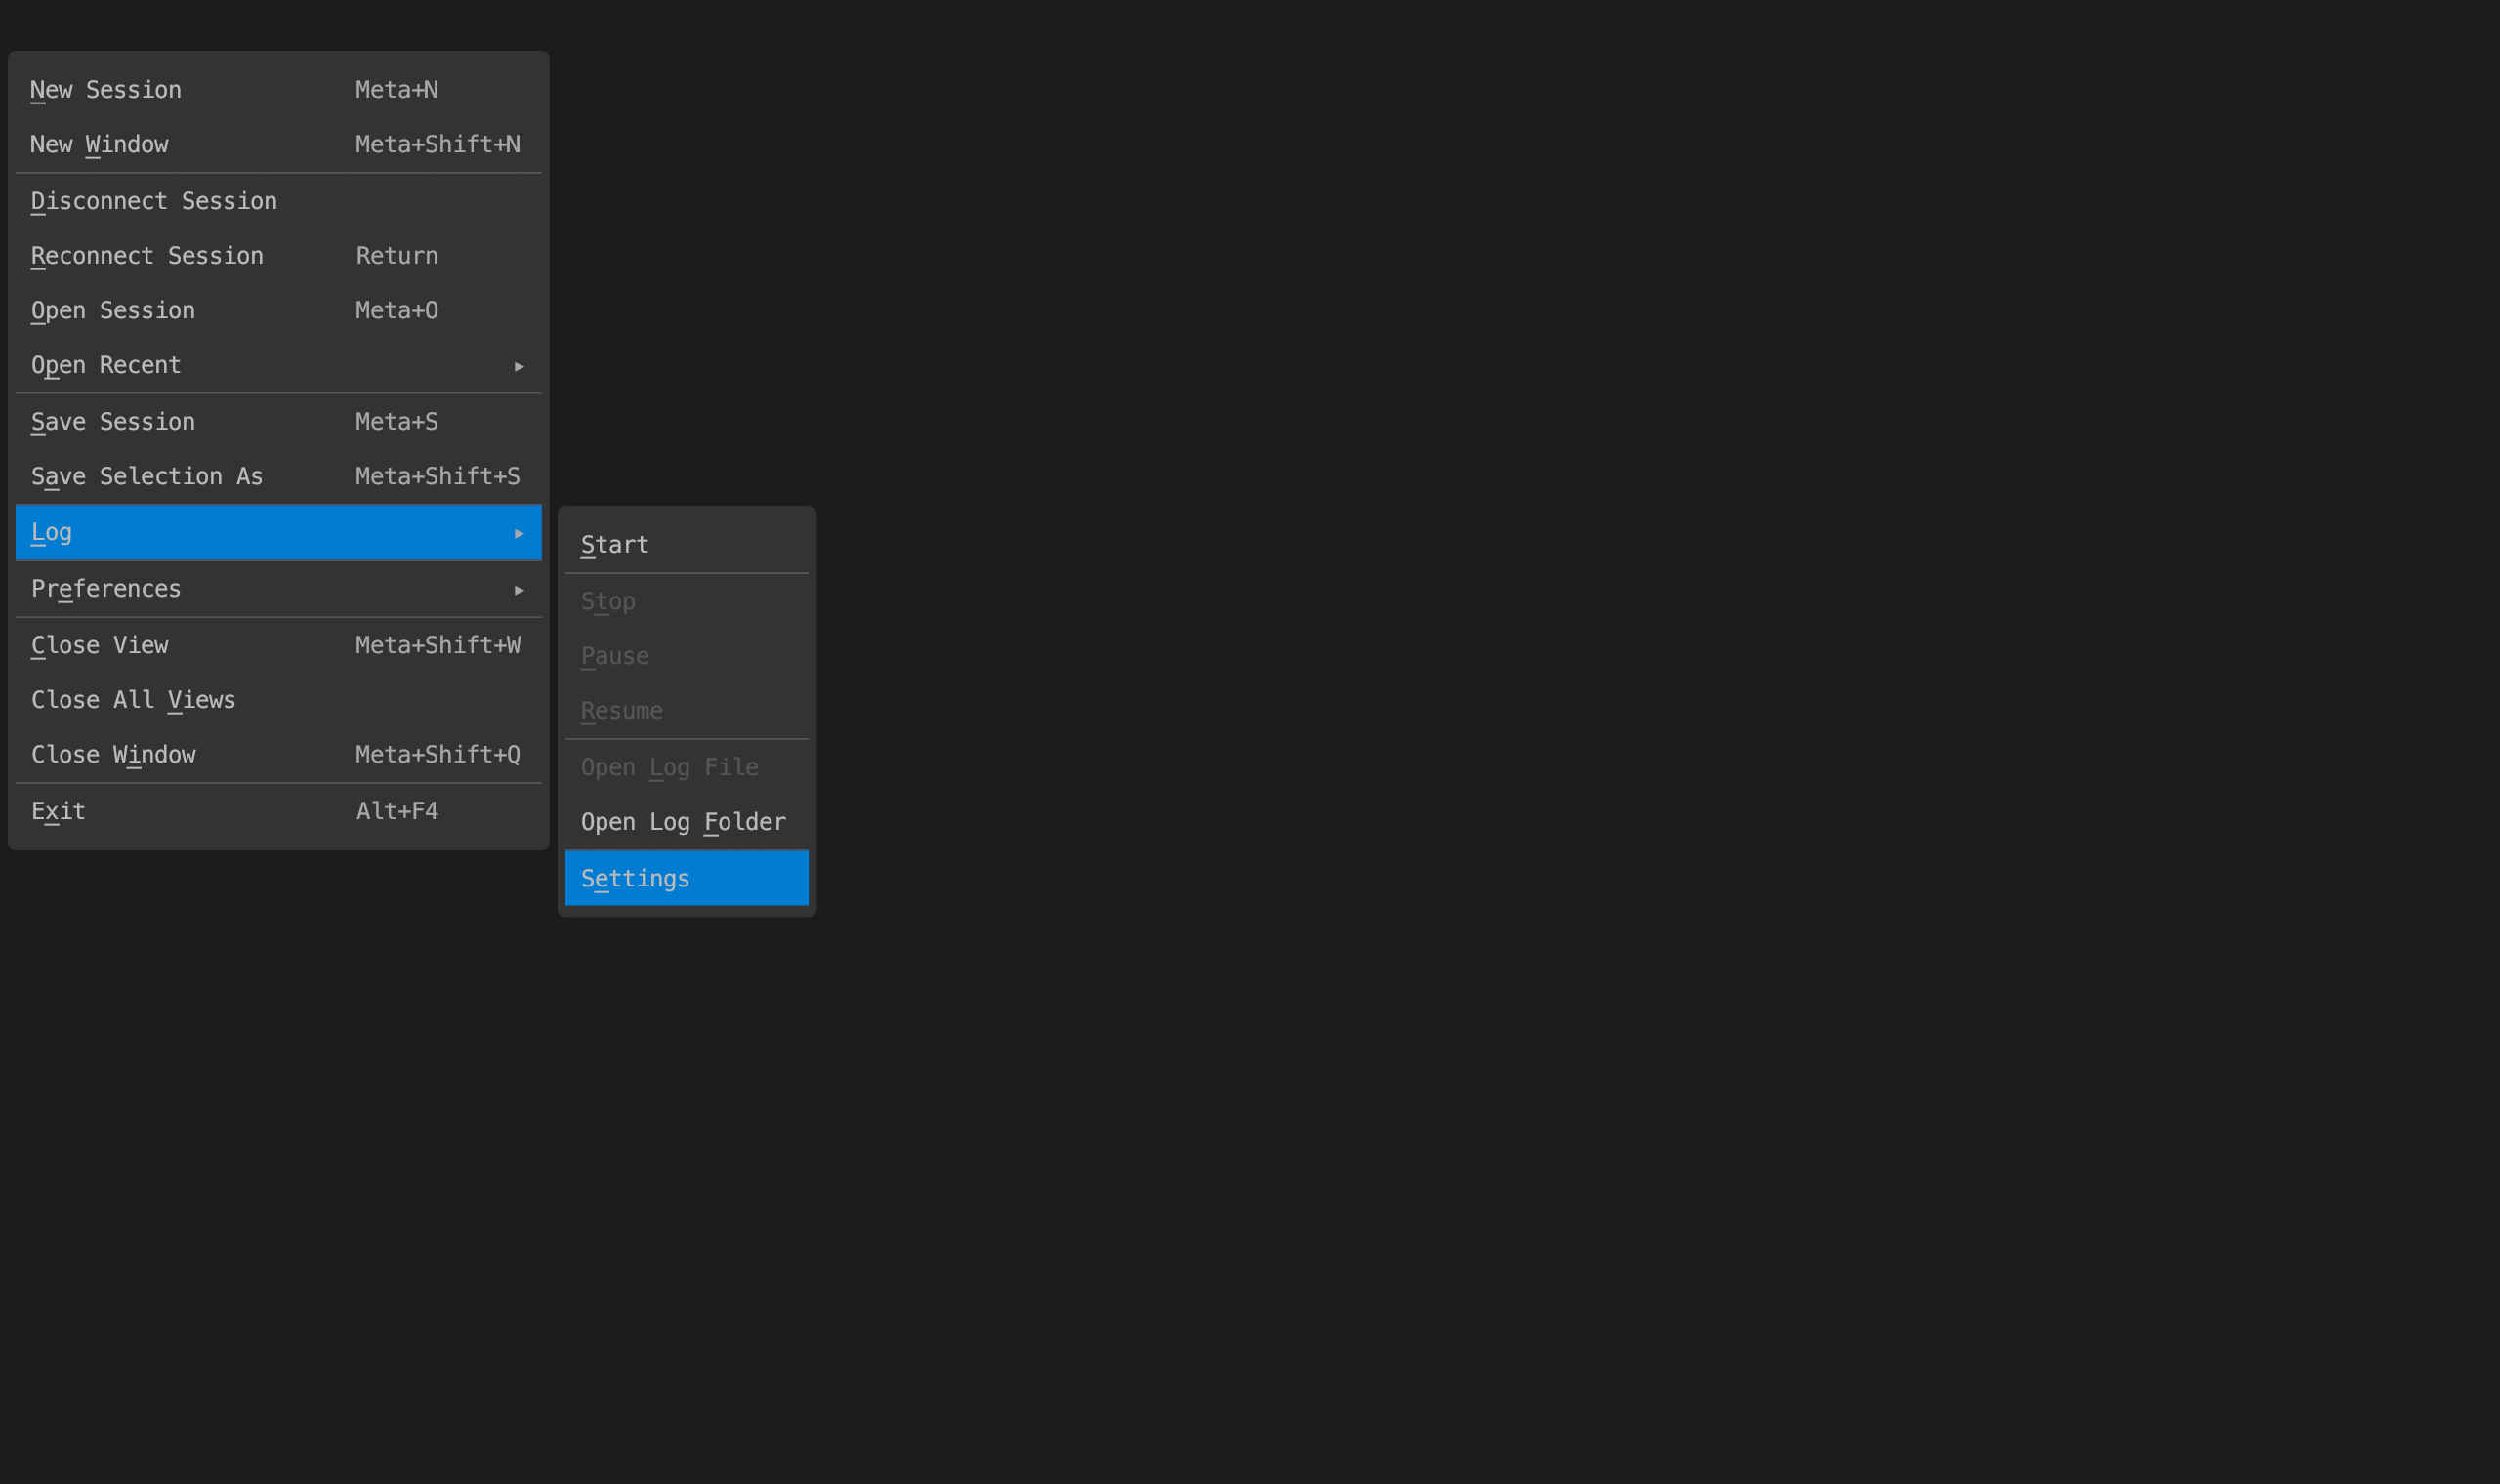 New Session Meta+N
New Window Meta+Shift+N
Disconnect Session
Reconnect Session Return
Open Session Meta+O
Open Recent ▸
Save Session Meta+S
Save Selection As Meta+Shift+S
Log ▸
Preferences ▸
Close View Meta+Shift+W
Close All Views
Close Window Meta+Shift+Q
Exit Alt+F4
Start
Stop
Pause
Resume
Open Log File
Open Log Folder
Settings